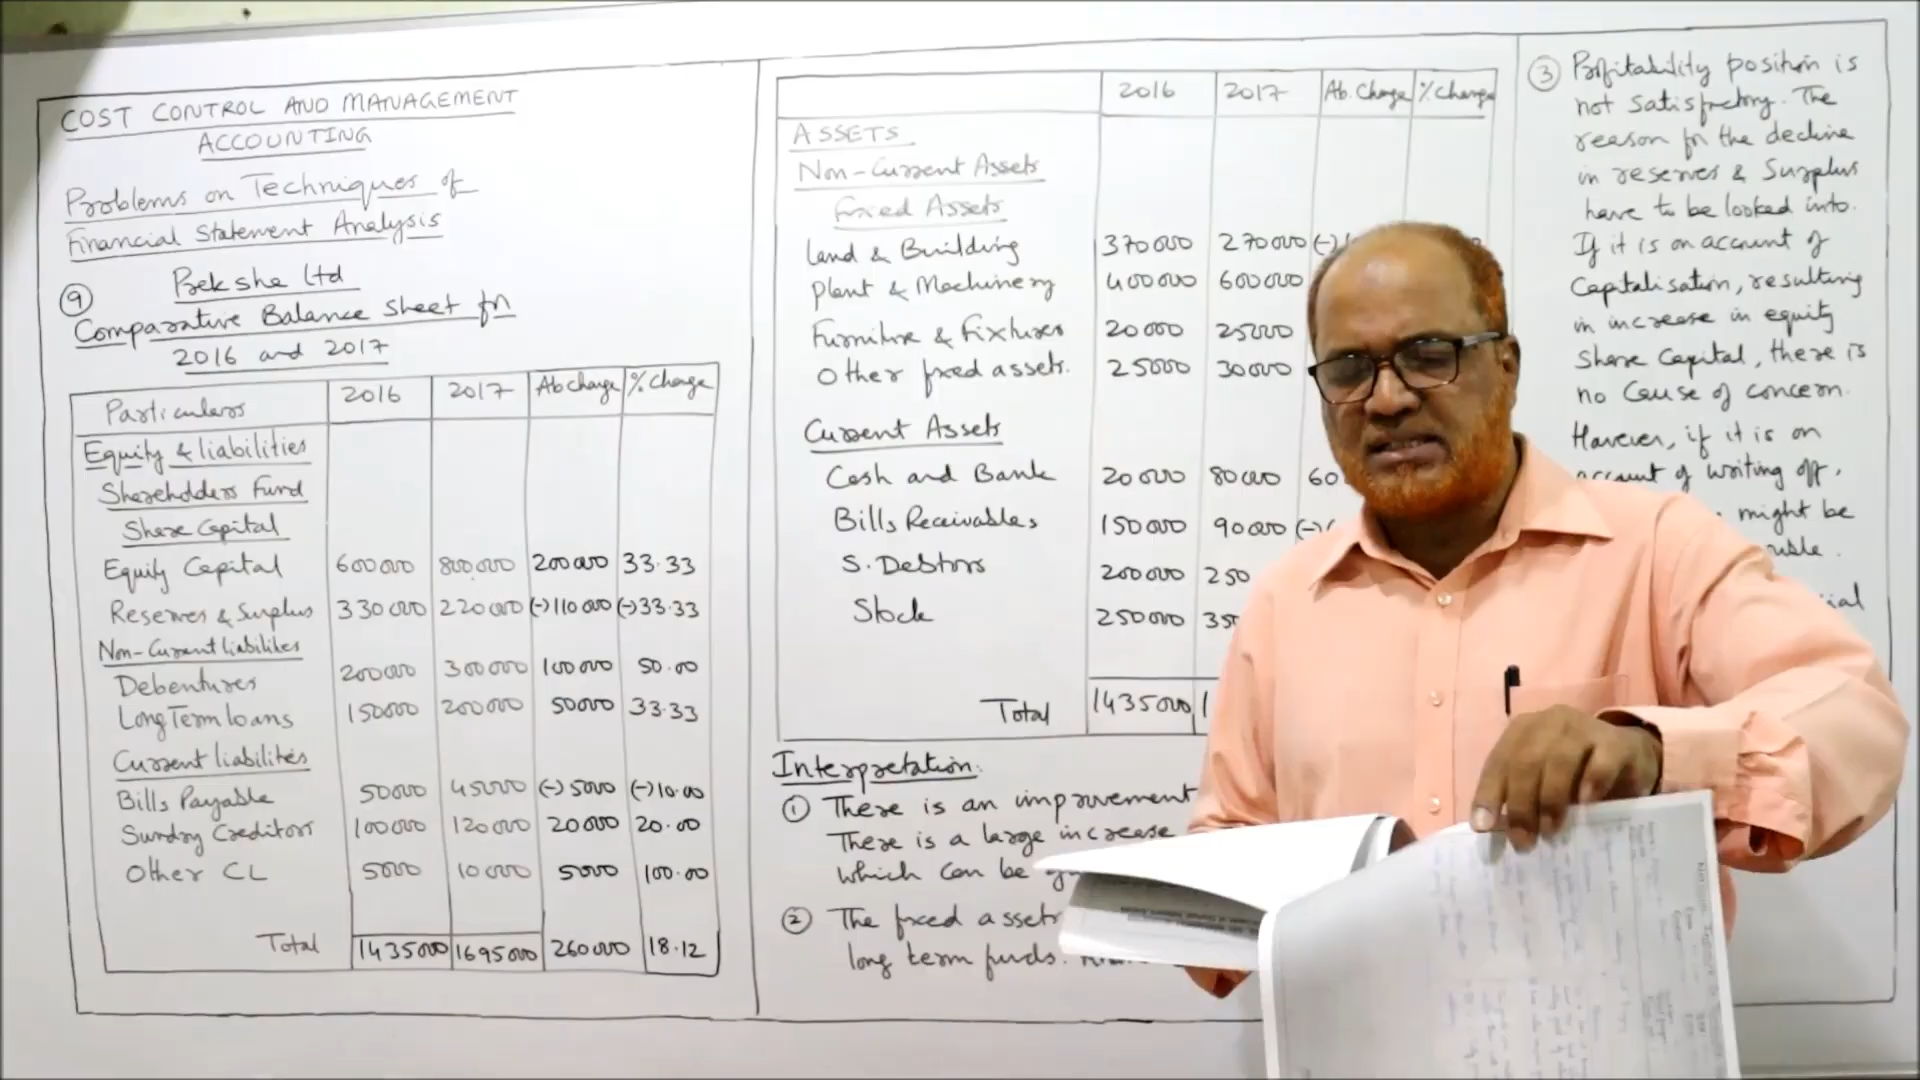 COST CONTROL AND MANAGEMENT
ACCOUNTING
Problems on Techniques of
Financial Statement Analysis
9 Reksha Ltd
Comparative Balance Sheet for
2016 and 2017
Particulars 2016 2017 Ab change % Change
Equity & liabilities
Shareholders Fund
Share Capital
Equity Capital 600000 800000 200000 33.33
Reserves & Surplus 330000 220000 (-) 110000 (-) 33.33
Non-Current liabilities
Debentures 200000 300000 100000 50.00
Long Term loans 150000 200000 50000 33.33
Current liabilities
Bills Payable 50000 45000 (-) 5000 (-) 10.00
Sundry Creditors 100000 120000 20000 20.00
Other CL 5000 10000 5000 100.00
Total 1435000 1695000 260000 18.12
2016 2017 Ab. Change % Change
ASSETS
Non-Current Assets
Fixed Assets
Land & Building 370000 270000 (-)
Plant & Machinery 400000 600000
Furniture & Fixtures 20000 25000
Other fixed assets. 25000 30000
Current Assets
Cash and Bank 20000 80000 60
Bills Receivables 150000 90000 (-)
S. Debtors 200000 250
Stock 250000 350
Total 1435000 1
Interpretation:
1 There is an improvement
There is a large increase
which can be
2 The fixed assets
long term funds.
3 Profitability position is
not satisfactory. The
reason for the decline
in reserves & Surplus
have to be looked into.
If it is on account of
Capitalisation, resulting
in increase in equity
Share Capital, there is
no Cause of concern.
However, if it is on
account of writing off,
might be